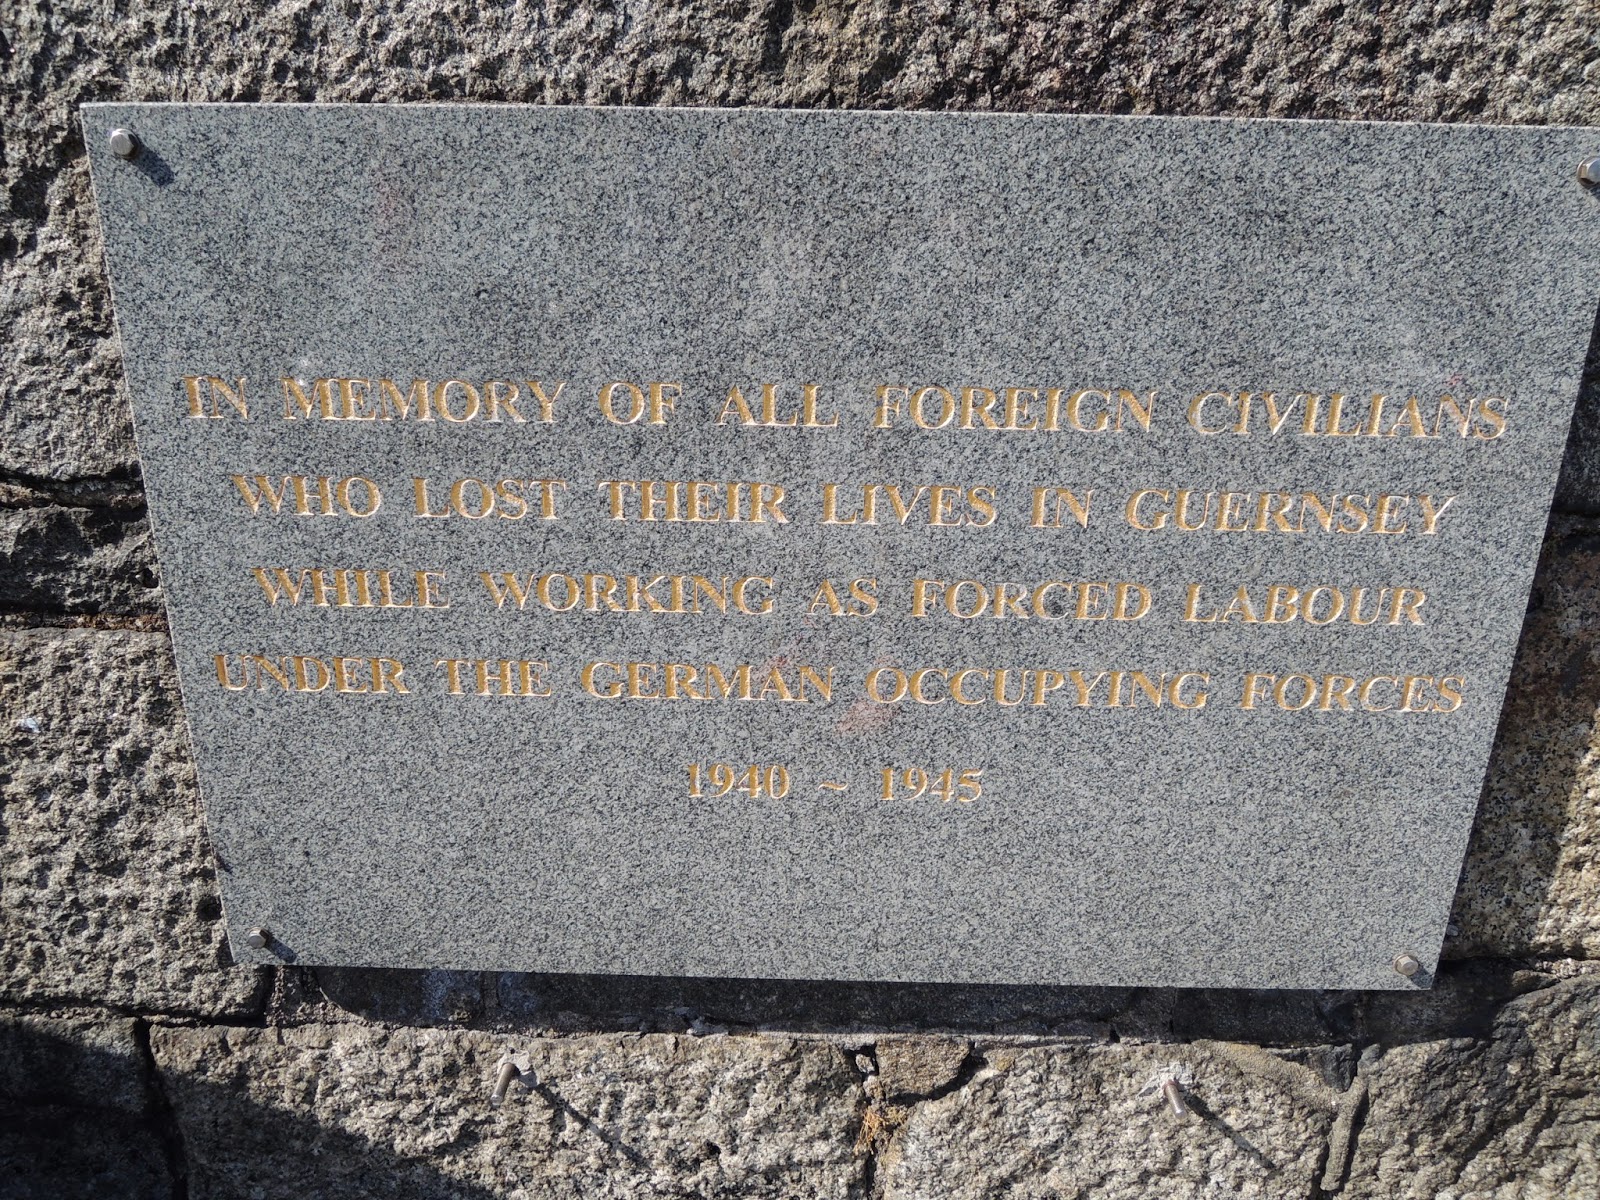 IN MEMORY OF ALL FOREIGN CIVILIANS
WHO LOST THEIR LIVES IN GUERNSEY
WHILE WORKING AS FORCED LABOUR
UNDER THE GERMAN OCCUPYING FORCES
1940 ~ 1945